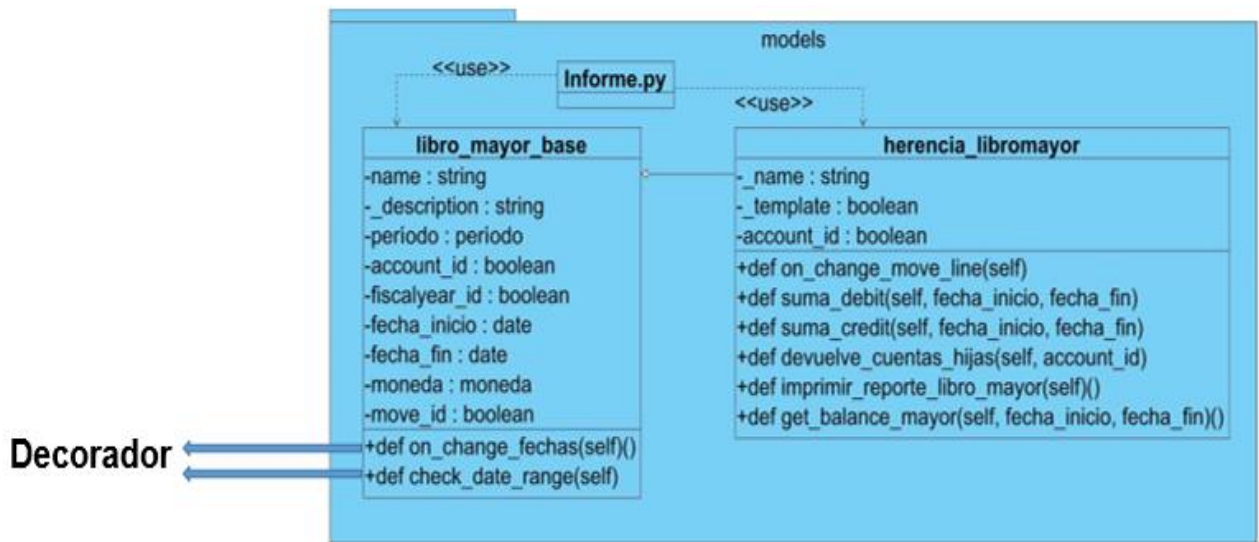 models
<<use>>
Informe.py
<<use>>
libro_mayor_base
-name : string
-_description : string
-periodo : periodo
-account_id : boolean
-fiscalyear_id : boolean
-fecha_inicio : date
-fecha_fin : date
-moneda : moneda
-move_id : boolean
+def on_change_fechas(self)()
+def check_date_range(self)
herencia_libromayor
-_name : string
-_template : boolean
-account_id : boolean
+def on_change_move_line(self)
+def suma_debit(self, fecha_inicio, fecha_fin)
+def suma_credit(self, fecha_inicio, fecha_fin)
+def devuelve_cuentas_hijas(self, account_id)
+def imprimir_reporte_libro_mayor(self)()
+def get_balance_mayor(self, fecha_inicio, fecha_fin)()
Decorador